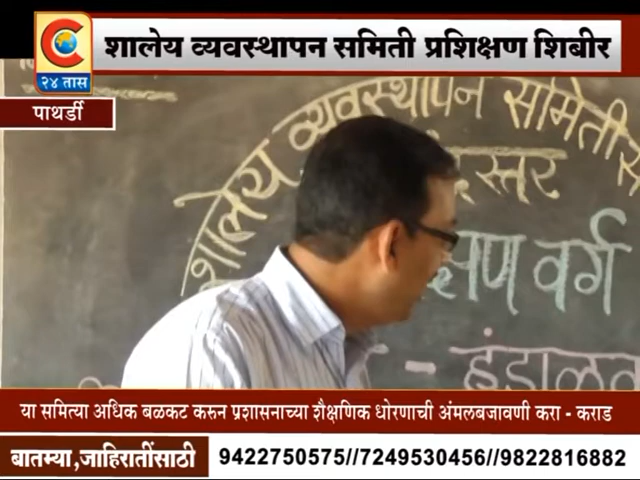 शालेय व्यवस्थापन समिती प्रशिक्षण शिबीर
C
२४ तास
पाथर्डी
शालेय व्यवस्थापन समिती
स्तर
वर्ग
या समित्या अधिक बळकट करुन प्रशासनाच्या शैक्षणिक धोरणाची अंमलबजावणी करा - कराड
बातम्या,जाहिरातींसाठी
9422750575//7249530456//9822816882